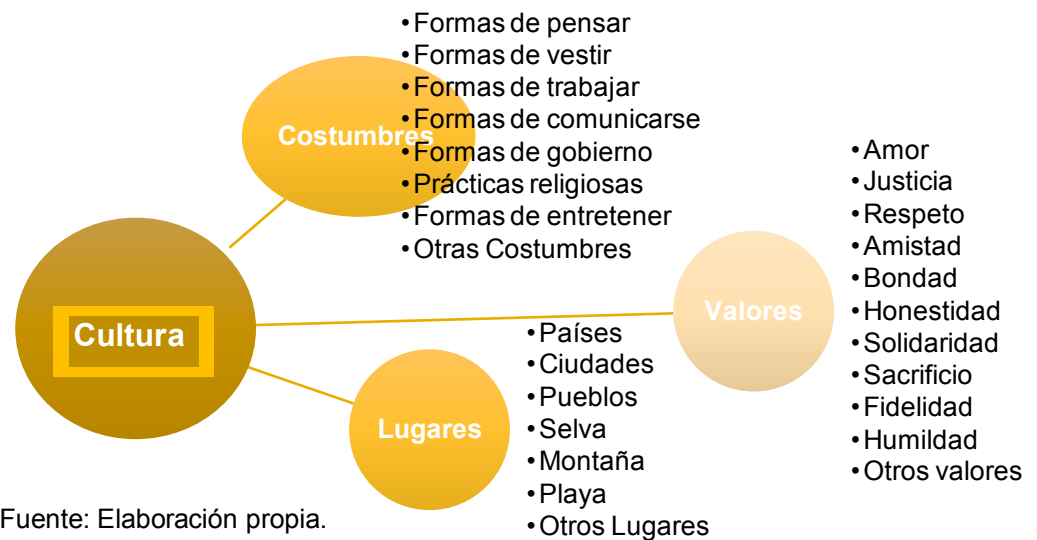 Cultura
Costumbres
•Formas de pensar
•Formas de vestir
•Formas de trabajar
•Formas de comunicarse
•Formas de gobierno
•Prácticas religiosas
•Formas de entretener
•Otras Costumbres
Valores
•Amor
•Justicia
•Respeto
•Amistad
•Bondad
•Honestidad
•Solidaridad
•Sacrificio
•Fidelidad
•Humildad
•Otros valores
Lugares
•Países
•Ciudades
•Pueblos
•Selva
•Montaña
•Playa
•Otros Lugares
Fuente: Elaboración propia.